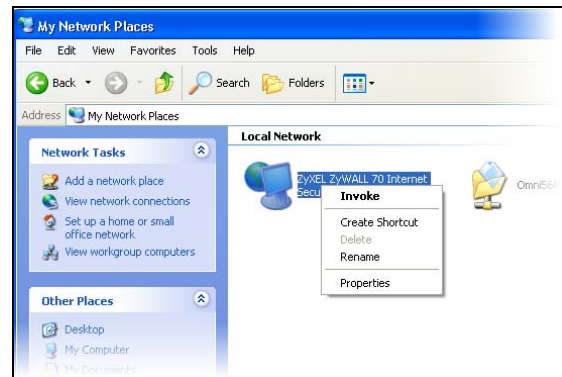 My Network Places
File Edit View Favorites Tools Help
Back Search Folders
Address My Network Places
Network Tasks
Add a network place
View network connections
Set up a home or small
office network
View workgroup computers
Other Places
Desktop
My Computer
My Documents
Local Network
ZyXEL ZyWALL 70 Internet
Secu
Invoke
Create Shortcut
Delete
Rename
Properties